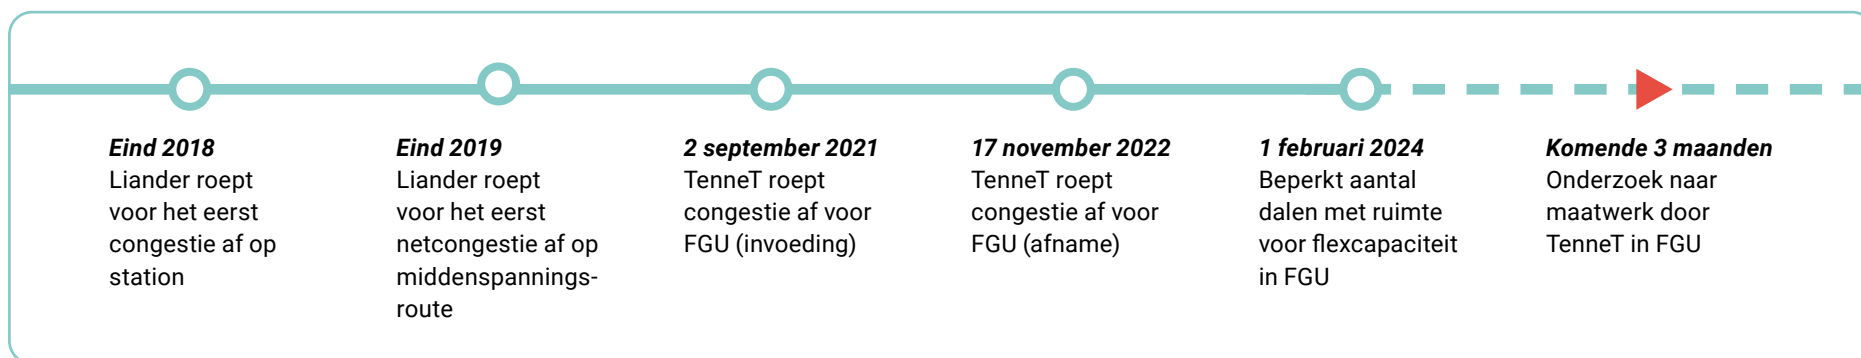 Eind 2018
Liander roept
voor het eerst
congestie af op
station
Eind 2019
Liander roept
voor het eerst
netcongestie af op
middenspannings-
route
2 september 2021
TenneT roept
congestie af voor
FGU (invoeding)
17 november 2022
TenneT roept
congestie af voor
FGU (afname)
1 februari 2024
Beperkt aantal
dalen met ruimte
voor flexcapaciteit
in FGU
Komende 3 maanden
Onderzoek naar
maatwerk door
TenneT in FGU